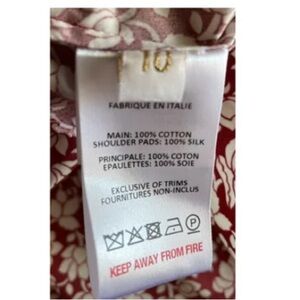 10
FABRIQUE EN ITALIE
MAIN: 100% COTTON
SHOULDER PADS: 100% SILK
PRINCIPALE: 100% COTON
EPAULETTES: 100% SOIE
EXCLUSIVE OF TRIMS
FOURNITURES NON-INCLUS
P
KEEP AWAY FROM FIRE